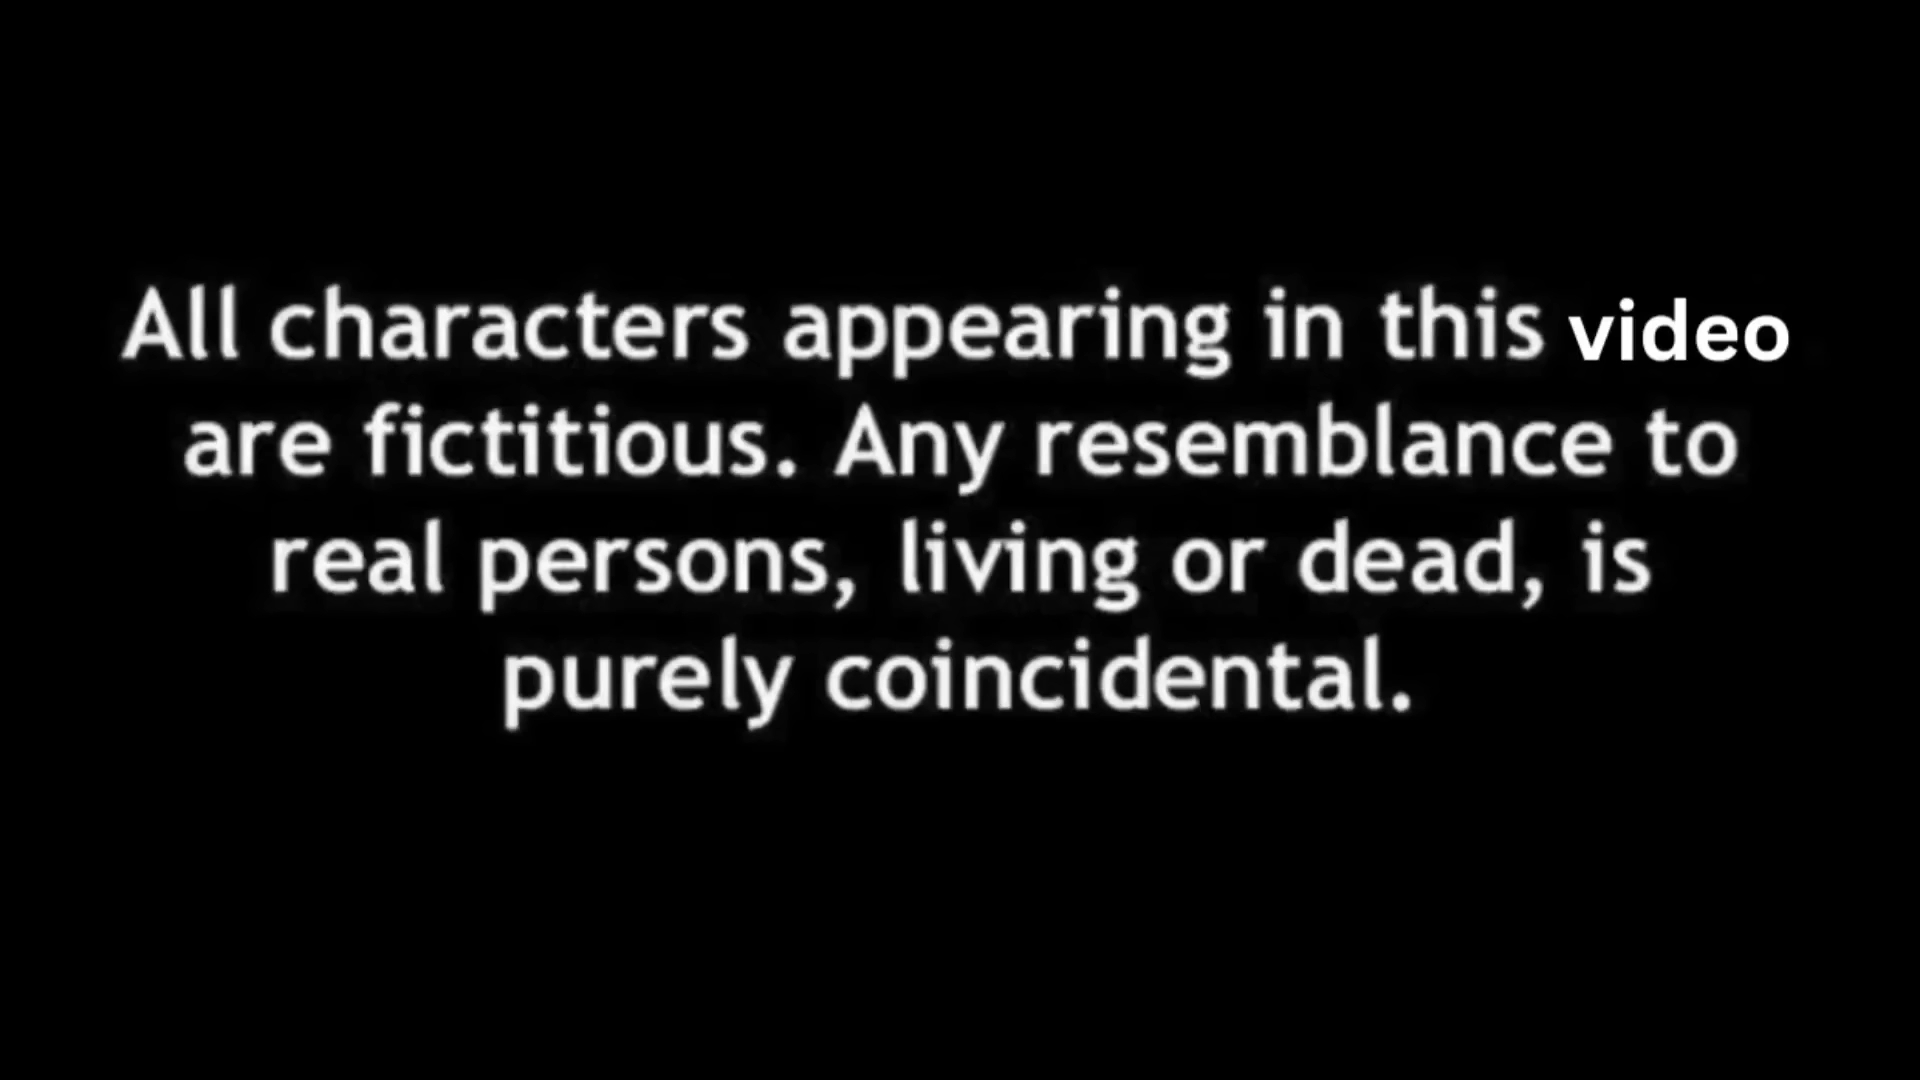 All characters appearing in this video
are fictitious. Any resemblance to
real persons, living or dead, is
purely coincidental.